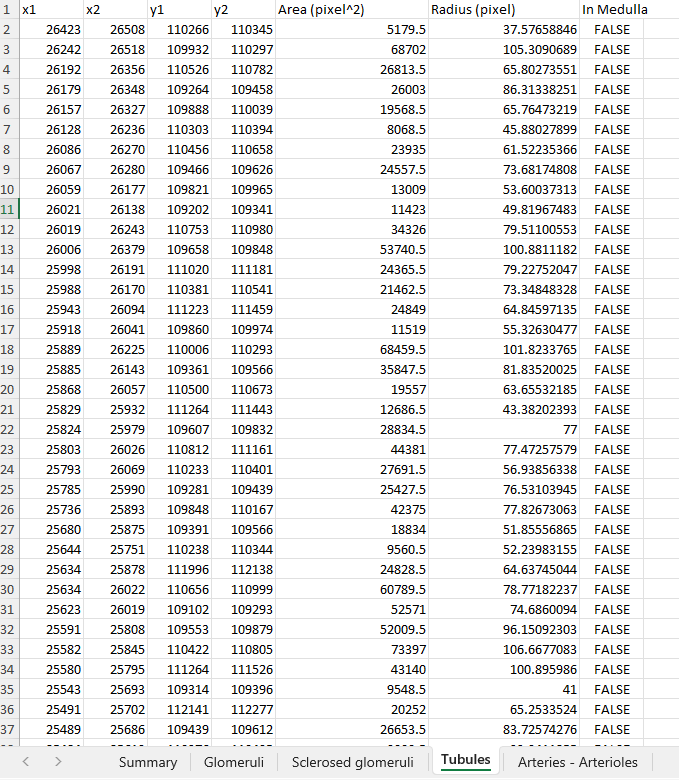 1 x1 x2 y1 y2 Area (pixel^2) Radius (pixel) In Medulla
2 26423 26508 110266 110345 5179.5 37.57658846 FALSE
3 26242 26518 109932 110297 68702 105.3090689 FALSE
4 26192 26356 110526 110782 26813.5 65.80273551 FALSE
5 26179 26348 109264 109458 26003 86.31338251 FALSE
6 26157 26327 109888 110039 19568.5 65.76473219 FALSE
7 26128 26236 110303 110394 8068.5 45.88027899 FALSE
8 26086 26270 110456 110658 23935 61.52235366 FALSE
9 26067 26280 109466 109626 24557.5 73.68174808 FALSE
10 26059 26177 109821 109965 13009 53.60037313 FALSE
11 26021 26138 109202 109341 11423 49.81967483 FALSE
12 26019 26243 110753 110980 34326 79.51100553 FALSE
13 26006 26379 109658 109848 53740.5 100.8811182 FALSE
14 25998 26191 111020 111181 24365.5 79.22752047 FALSE
15 25988 26170 110381 110541 21462.5 73.34848328 FALSE
16 25943 26094 111223 111459 24849 64.84597135 FALSE
17 25918 26041 109860 109974 11519 55.32630477 FALSE
18 25889 26225 110006 110293 68459.5 101.8233765 FALSE
19 25885 26143 109361 109566 35847.5 81.83520025 FALSE
20 25868 26057 110500 110673 19557 63.65532185 FALSE
21 25829 25932 111264 111443 12686.5 43.38202393 FALSE
22 25824 25979 109607 109832 28834.5 77 FALSE
23 25803 26026 110812 111161 44381 77.47257579 FALSE
24 25793 26069 110233 110401 27691.5 56.93856338 FALSE
25 25785 25990 109281 109439 25427.5 76.53103945 FALSE
26 25736 25893 109848 110167 42375 77.82673063 FALSE
27 25680 25875 109391 109566 18834 51.85556865 FALSE
28 25644 25751 110238 110344 9560.5 52.23983155 FALSE
29 25634 25878 111996 112138 24828.5 64.63745044 FALSE
30 25634 26022 110656 110999 60789.5 78.77182237 FALSE
31 25623 26019 109102 109293 52571 74.6860094 FALSE
32 25591 25808 109553 109879 52009.5 96.15092303 FALSE
33 25582 25845 110422 110805 73397 106.6677083 FALSE
34 25580 25795 111264 111526 43140 100.895986 FALSE
35 25543 25693 109314 109396 9548.5 41 FALSE
36 25491 25702 112141 112277 20252 65.2533524 FALSE
37 25489 25686 109439 109612 26653.5 83.72574276 FALSE
Summary Glomeruli Sclerosed glomeruli Tubules Arteries - Arterioles